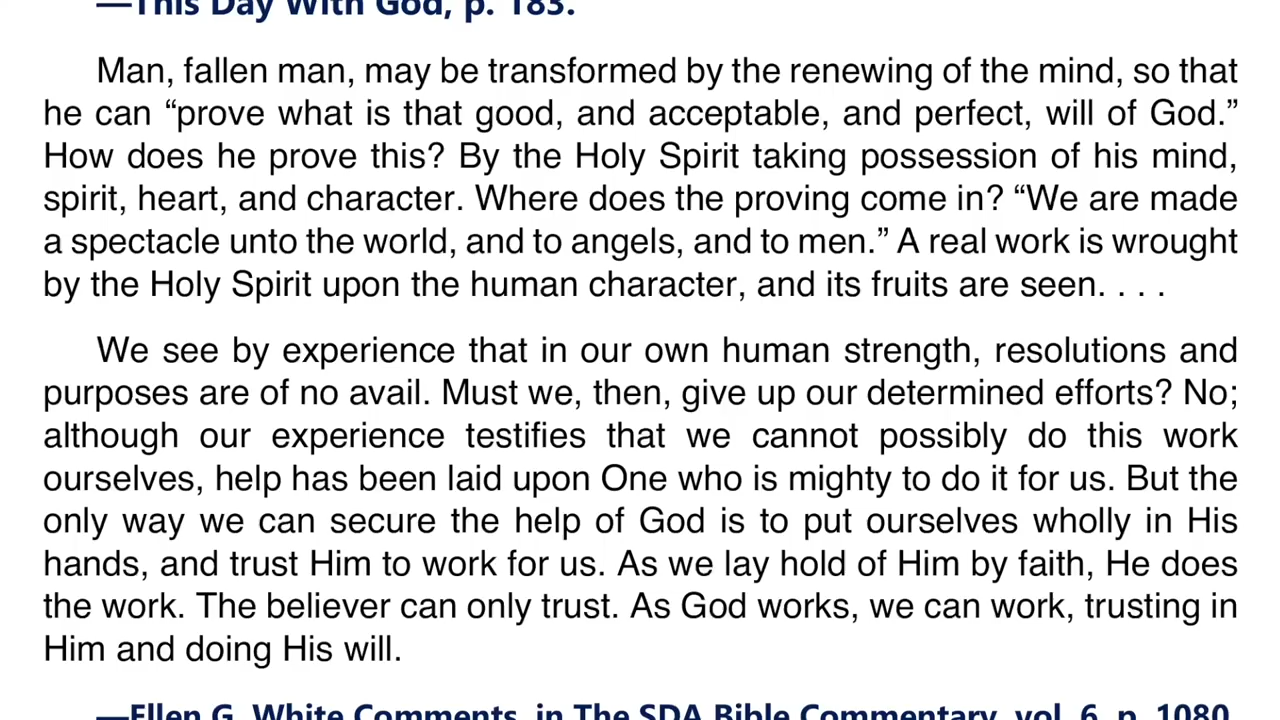 —This Day With God, p. 183.
Man, fallen man, may be transformed by the renewing of the mind, so that
he can “prove what is that good, and acceptable, and perfect, will of God.”
How does he prove this? By the Holy Spirit taking possession of his mind,
spirit, heart, and character. Where does the proving come in? “We are made
a spectacle unto the world, and to angels, and to men.” A real work is wrought
by the Holy Spirit upon the human character, and its fruits are seen. . . .
We see by experience that in our own human strength, resolutions and
purposes are of no avail. Must we, then, give up our determined efforts? No;
although our experience testifies that we cannot possibly do this work
ourselves, help has been laid upon One who is mighty to do it for us. But the
only way we can secure the help of God is to put ourselves wholly in His
hands, and trust Him to work for us. As we lay hold of Him by faith, He does
the work. The believer can only trust. As God works, we can work, trusting in
Him and doing His will.
—Ellen G. White Comments, in The SDA Bible Commentary, vol. 6, p. 1080.